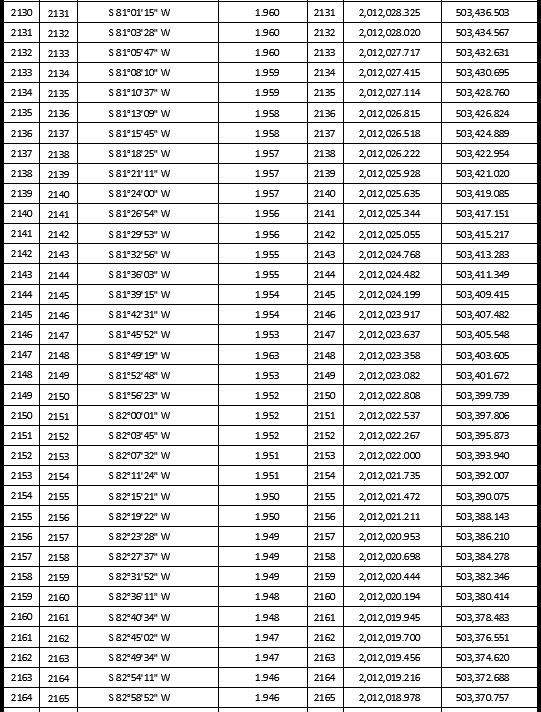 2130 2131 S 81°01'15" W 1.960 2131 2,012,028.325 503,436.503
2131 2132 S 81°03'28" W 1.960 2132 2,012,028.020 503,434.567
2132 2133 S 81°05'47" W 1.960 2133 2,012,027.717 503,432.631
2133 2134 S 81°08'10" W 1.959 2134 2,012,027.415 503,430.695
2134 2135 S 81°10'37" W 1.959 2135 2,012,027.114 503,428.760
2135 2136 S 81°13'09" W 1.958 2136 2,012,026.815 503,426.824
2136 2137 S 81°15'45" W 1.958 2137 2,012,026.518 503,424.889
2137 2138 S 81°18'25" W 1.957 2138 2,012,026.222 503,422.954
2138 2139 S 81°21'11" W 1.957 2139 2,012,025.928 503,421.020
2139 2140 S 81°24'00" W 1.957 2140 2,012,025.635 503,419.085
2140 2141 S 81°26'54" W 1.956 2141 2,012,025.344 503,417.151
2141 2142 S 81°29'53" W 1.956 2142 2,012,025.055 503,415.217
2142 2143 S 81°32'56" W 1.955 2143 2,012,024.768 503,413.283
2143 2144 S 81°36'03" W 1.955 2144 2,012,024.482 503,411.349
2144 2145 S 81°39'15" W 1.954 2145 2,012,024.199 503,409.415
2145 2146 S 81°42'31" W 1.954 2146 2,012,023.917 503,407.482
2146 2147 S 81°45'52" W 1.953 2147 2,012,023.637 503,405.548
2147 2148 S 81°49'19" W 1.963 2148 2,012,023.358 503,403.605
2148 2149 S 81°52'48" W 1.953 2149 2,012,023.082 503,401.672
2149 2150 S 81°56'23" W 1.952 2150 2,012,022.808 503,399.739
2150 2151 S 82°00'01" W 1.952 2151 2,012,022.537 503,397.806
2151 2152 S 82°03'45" W 1.952 2152 2,012,022.267 503,395.873
2152 2153 S 82°07'32" W 1.951 2153 2,012,022.000 503,393.940
2153 2154 S 82°11'24" W 1.951 2154 2,012,021.735 503,392.007
2154 2155 S 82°15'21" W 1.950 2155 2,012,021.472 503,390.075
2155 2156 S 82°19'22" W 1.950 2156 2,012,021.211 503,388.143
2156 2157 S 82°23'28" W 1.949 2157 2,012,020.953 503,386.210
2157 2158 S 82°27'37" W 1.949 2158 2,012,020.698 503,384.278
2158 2159 S 82°31'52" W 1.949 2159 2,012,020.444 503,382.346
2159 2160 S 82°36'11" W 1.948 2160 2,012,020.194 503,380.414
2160 2161 S 82°40'34" W 1.948 2161 2,012,019.945 503,378.483
2161 2162 S 82°45'02" W 1.947 2162 2,012,019.700 503,376.551
2162 2163 S 82°49'34" W 1.947 2163 2,012,019.456 503,374.620
2163 2164 S 82°54'11" W 1.946 2164 2,012,019.216 503,372.688
2164 2165 S 82°58'52" W 1.946 2165 2,012,018.978 503,370.757